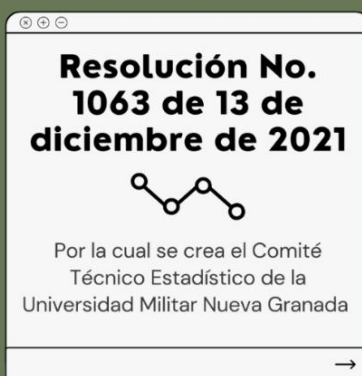 Resolución No.
1063 de 13 de
diciembre de 2021
Por la cual se crea el Comité
Técnico Estadístico de la
Universidad Militar Nueva Granada